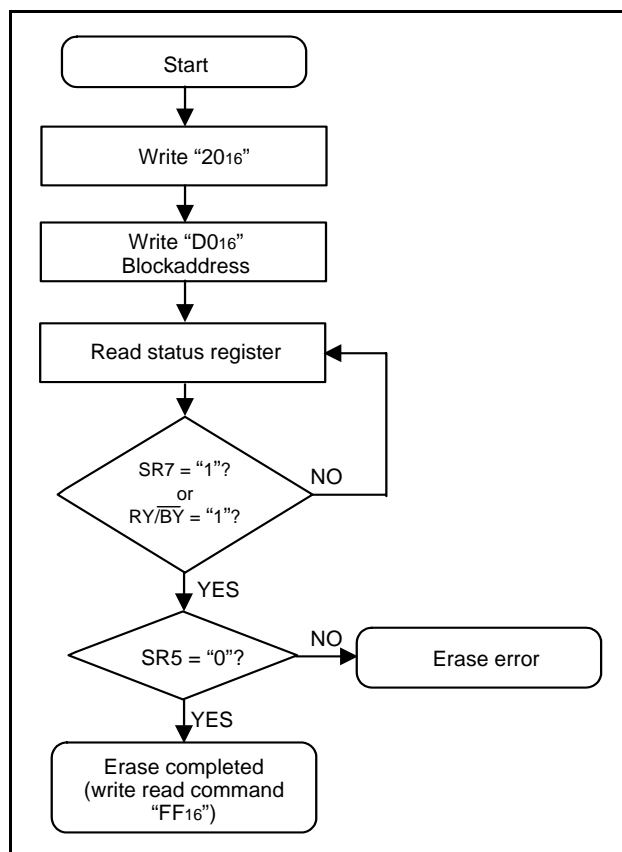 Start
Write “20₁₆”
Write “D0₁₆”
Blockaddress
Read status register
SR7 = “1”?
or
RY/B̅Y̅ = “1”?
NO
YES
SR5 = “0”?
NO
Erase error
YES
Erase completed
(write read command
“FF₁₆”)